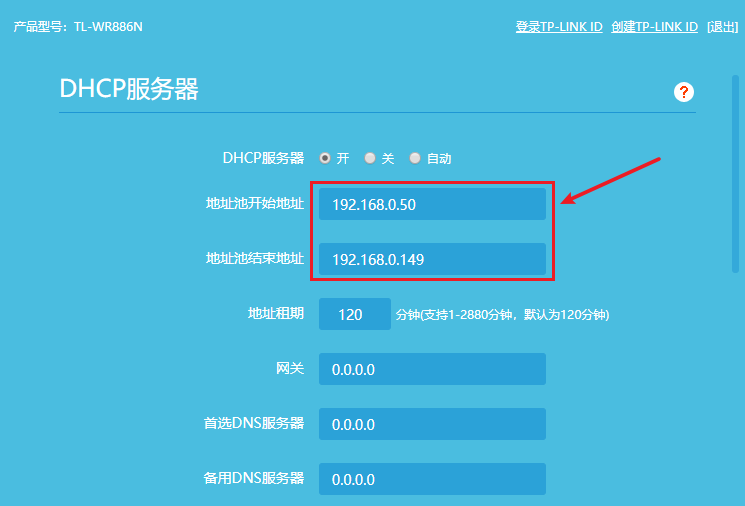 产品型号：TL-WR886N 登录TP-LINK ID 创建TP-LINK ID [退出]
DHCP服务器 ?
DHCP服务器 开 关 自动
地址池开始地址 192.168.0.50
地址池结束地址 192.168.0.149
地址租期 120 分钟(支持1-2880分钟，默认为120分钟)
网关 0.0.0.0
首选DNS服务器 0.0.0.0
备用DNS服务器 0.0.0.0